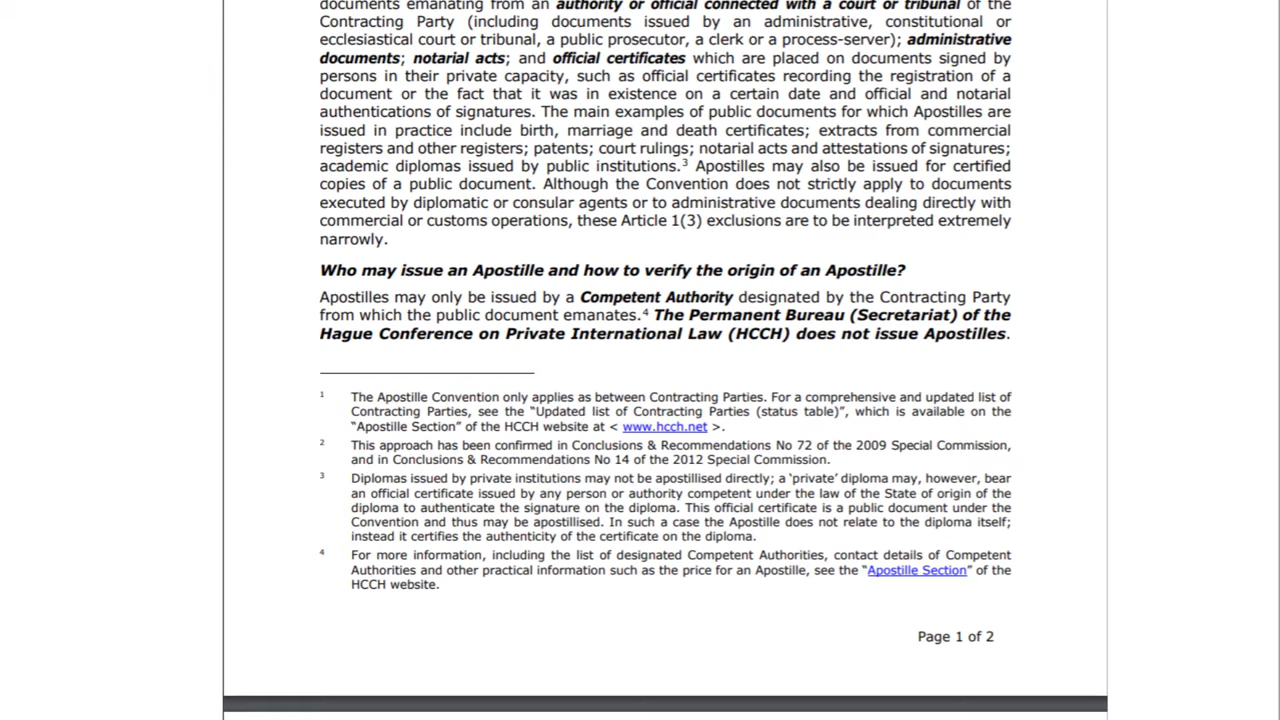 documents emanating from an authority or official connected with a court or tribunal of the
Contracting Party (including documents issued by an administrative, constitutional or
ecclesiastical court or tribunal, a public prosecutor, a clerk or a process-server); administrative
documents; notarial acts; and official certificates which are placed on documents signed by
persons in their private capacity, such as official certificates recording the registration of a
document or the fact that it was in existence on a certain date and official and notarial
authentications of signatures. The main examples of public documents for which Apostilles are
issued in practice include birth, marriage and death certificates; extracts from commercial
registers and other registers; patents; court rulings; notarial acts and attestations of signatures;
academic diplomas issued by public institutions.3 Apostilles may also be issued for certified
copies of a public document. Although the Convention does not strictly apply to documents
executed by diplomatic or consular agents or to administrative documents dealing directly with
commercial or customs operations, these Article 1(3) exclusions are to be interpreted extremely
narrowly.
Who may issue an Apostille and how to verify the origin of an Apostille?
Apostilles may only be issued by a Competent Authority designated by the Contracting Party
from which the public document emanates.4 The Permanent Bureau (Secretariat) of the
Hague Conference on Private International Law (HCCH) does not issue Apostilles.
1 The Apostille Convention only applies as between Contracting Parties. For a comprehensive and updated list of
Contracting Parties, see the “Updated list of Contracting Parties (status table)”, which is available on the
“Apostille Section” of the HCCH website at < www.hcch.net >.
2 This approach has been confirmed in Conclusions & Recommendations No 72 of the 2009 Special Commission,
and in Conclusions & Recommendations No 14 of the 2012 Special Commission.
3 Diplomas issued by private institutions may not be apostillised directly; a ‘private’ diploma may, however, bear
an official certificate issued by any person or authority competent under the law of the State of origin of the
diploma to authenticate the signature on the diploma. This official certificate is a public document under the
Convention and thus may be apostillised. In such a case the Apostille does not relate to the diploma itself;
instead it certifies the authenticity of the certificate on the diploma.
4 For more information, including the list of designated Competent Authorities, contact details of Competent
Authorities and other practical information such as the price for an Apostille, see the “Apostille Section” of the
HCCH website.
Page 1 of 2